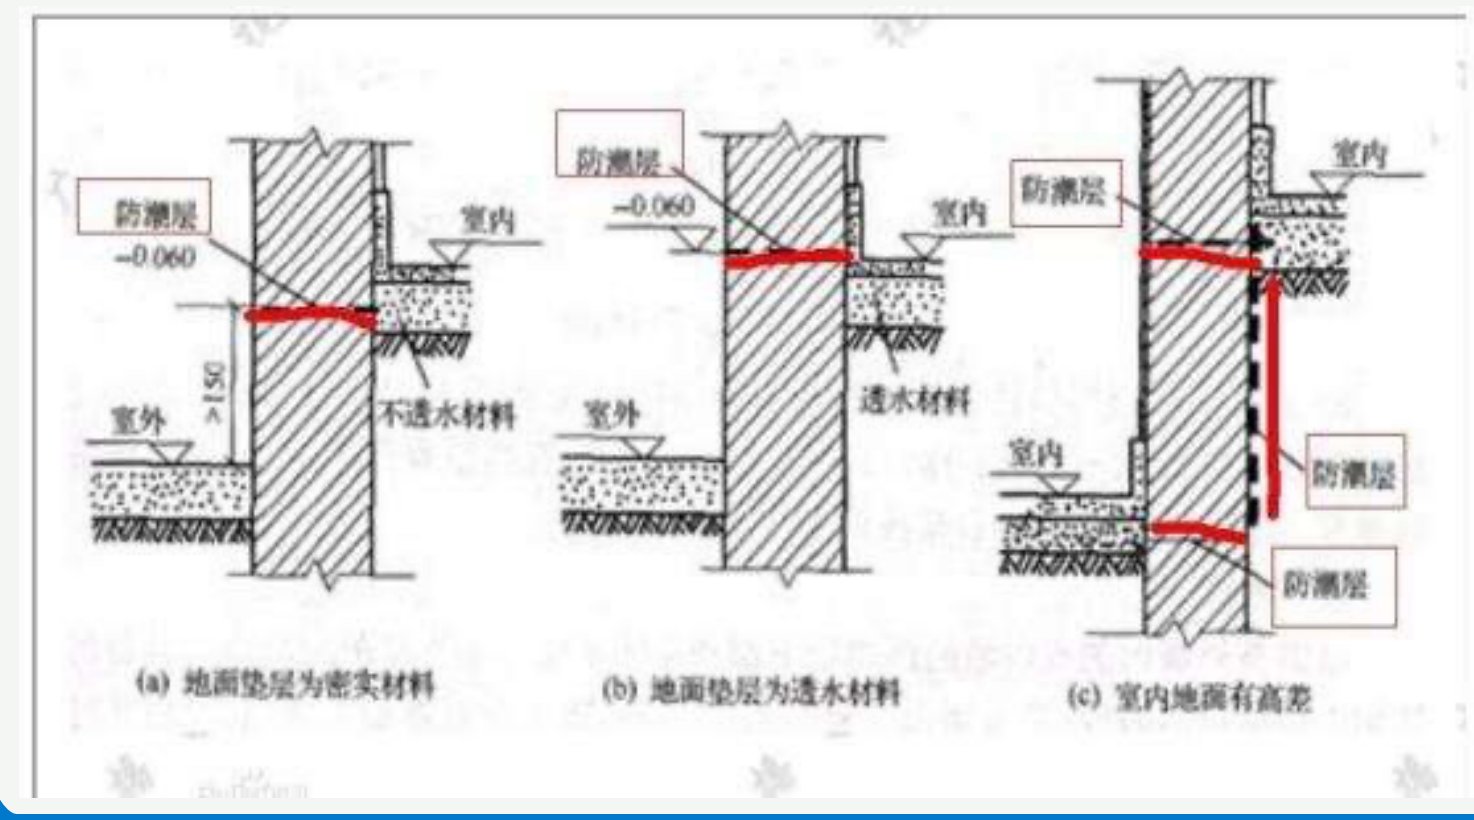 防潮层
-0.060
室内
>150
室外
不透水材料
(a) 地面垫层为密实材料
防潮层
-0.060
室内
室外
透水材料
(b) 地面垫层为透水材料
防潮层
室内
室内
防潮层
防潮层
(c) 室内地面有高差